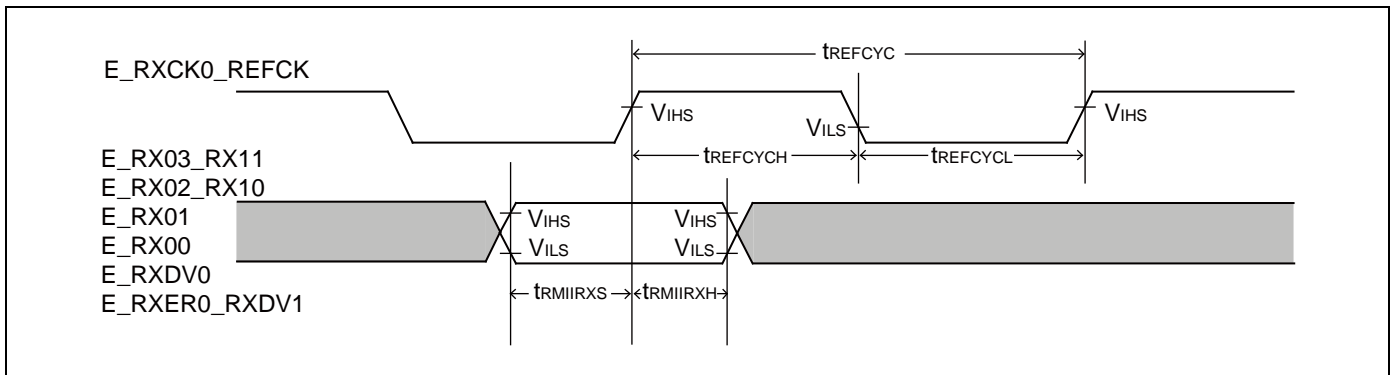 tREFCYC
E_RXCK0_REFCK
VIHS
VILS
VIHS
tREFCYCH
tREFCYCL
E_RX03_RX11
E_RX02_RX10
E_RX01
E_RX00
E_RXDV0
E_RXER0_RXDV1
VIHS
VIHS
VILS
VILS
tRMIIRXS
tRMIIRXH